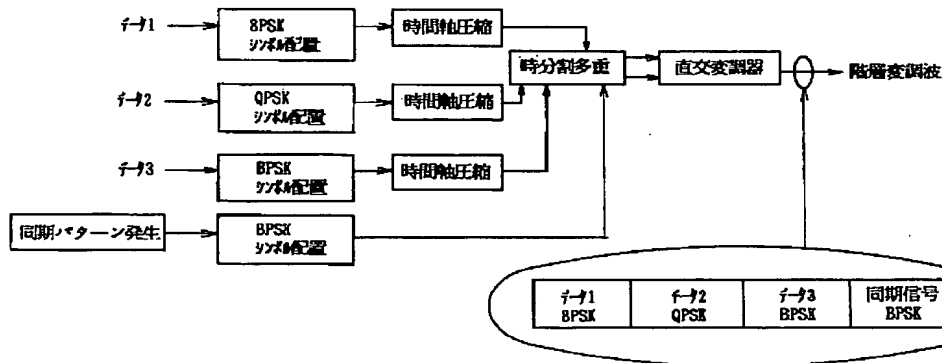 データ1
8PSK
シンボル配置
時間軸圧縮
時分割多重
直交変調器
階層変調波
データ2
QPSK
シンボル配置
時間軸圧縮
データ3
BPSK
シンボル配置
時間軸圧縮
同期パターン発生
BPSK
シンボル配置
データ1
8PSK
データ2
QPSK
データ3
BPSK
同期信号
BPSK